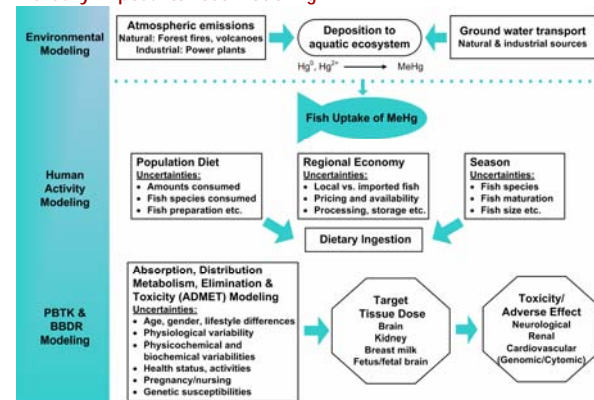 Environmental
Modeling
Atmospheric emissions
Natural: Forest fires, volcanoes
Industrial: Power plants
Deposition to
aquatic ecosystem
Ground water transport
Natural & industrial sources
Hg⁰, Hg²⁺ → MeHg
Fish Uptake of MeHg
Human
Activity
Modeling
Population Diet
Uncertainties:
• Amounts consumed
• Fish species consumed
• Fish preparation etc.
Regional Economy
Uncertainties:
• Local vs. imported fish
• Pricing and availability
• Processing, storage etc.
Season
Uncertainties:
• Fish species
• Fish maturation
• Fish size etc.
Dietary Ingestion
PBTK &
BBDR
Modeling
Absorption, Distribution
Metabolism, Elimination &
Toxicity (ADMET) Modeling
Uncertainties:
• Age, gender, lifestyle differences
• Physiological variability
• Physicochemical and
biochemical variabilities
• Health status, activities
• Pregnancy/nursing
• Genetic susceptibilities
Target
Tissue Dose
Brain
Kidney
Breast milk
Fetus/fetal brain
Toxicity/
Adverse Effect
Neurological
Renal
Cardiovascular
(Genomic/Cytomic)